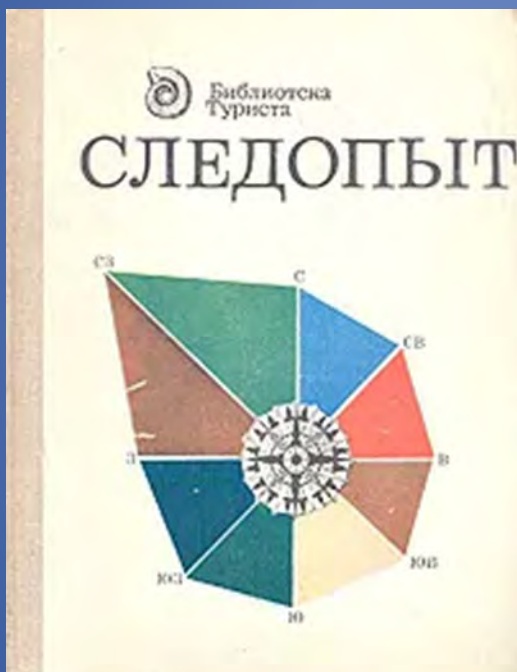 Библиотека
Туриста
СЛЕДОПЫТ
СЗ
С
СВ
З
В
ЮЗ
ЮВ
Ю